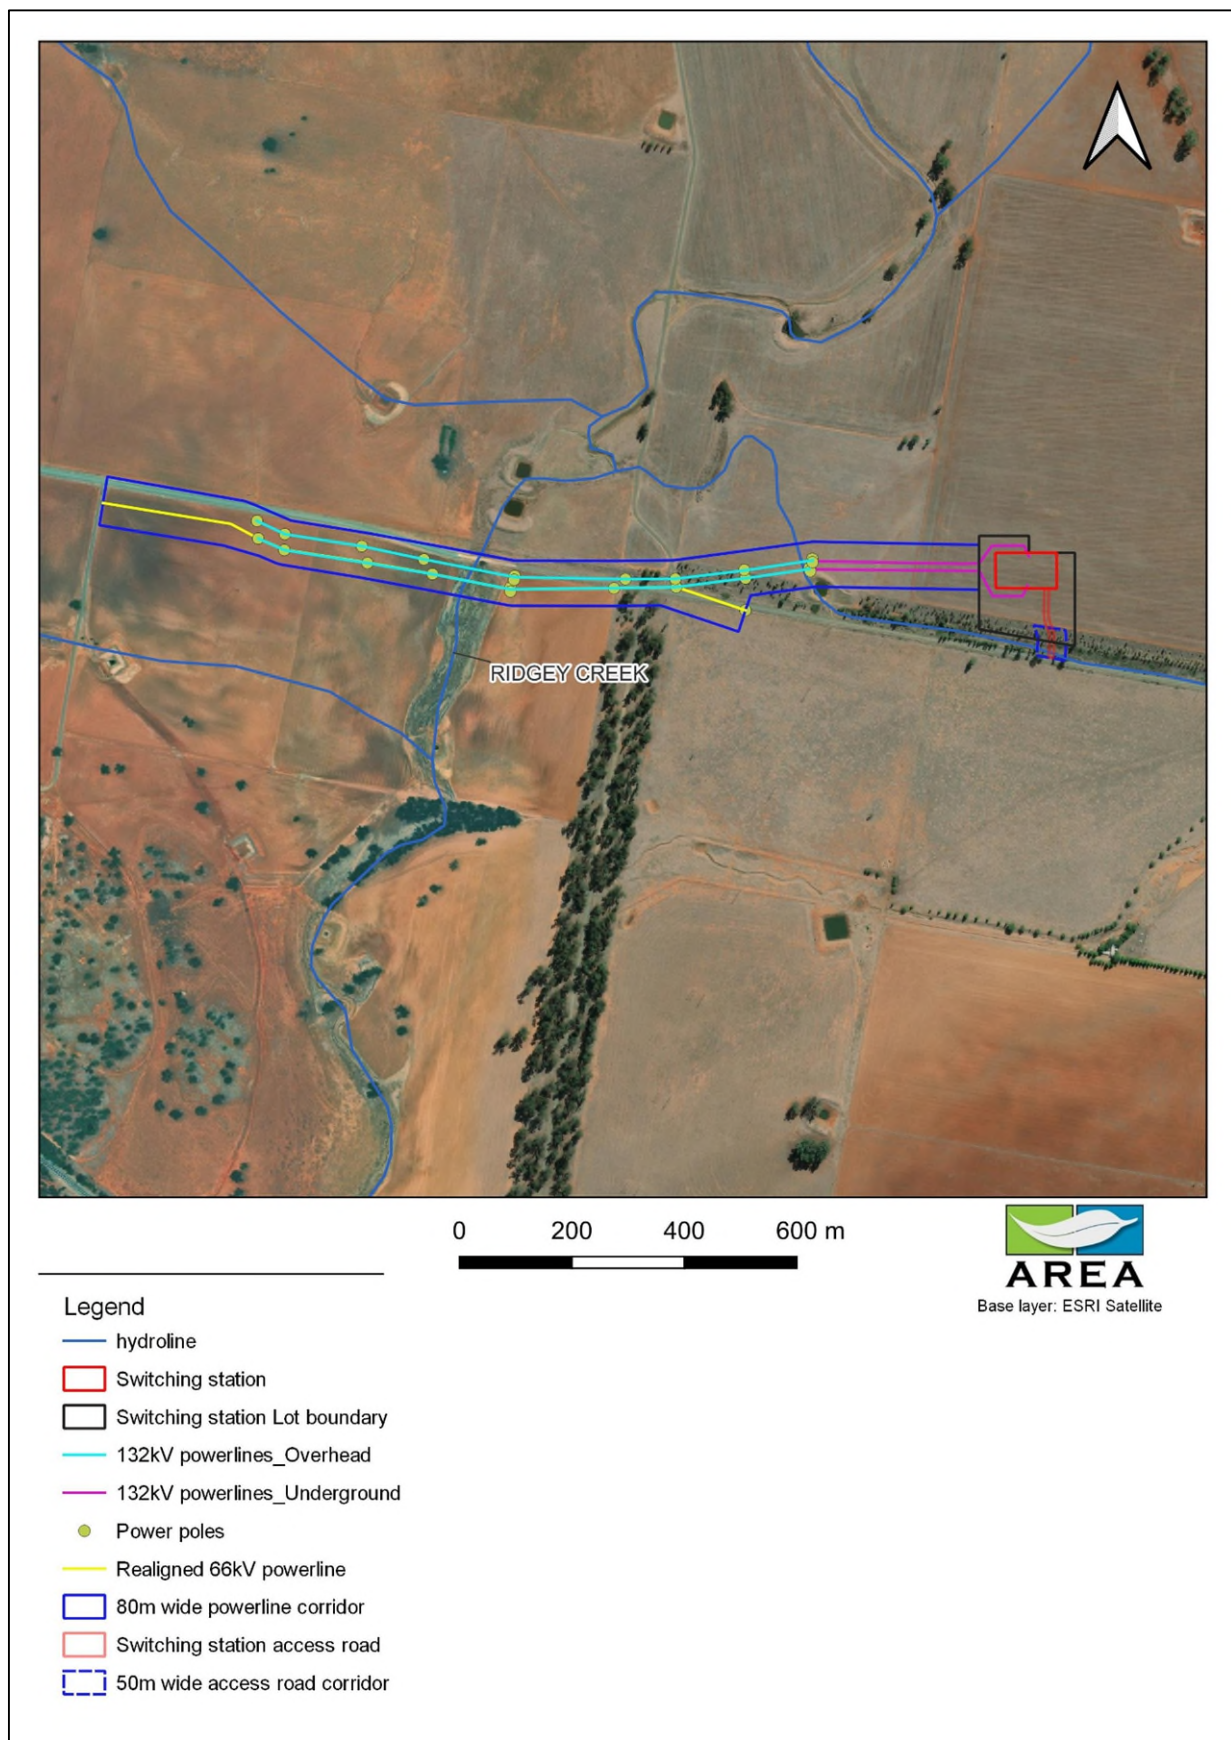 RIDGEY CREEK
0 200 400 600 m
AREA
Base layer: ESRI Satellite
Legend
hydroline
Switching station
Switching station Lot boundary
132kV powerlines_Overhead
132kV powerlines_Underground
Power poles
Realigned 66kV powerline
80m wide powerline corridor
Switching station access road
50m wide access road corridor